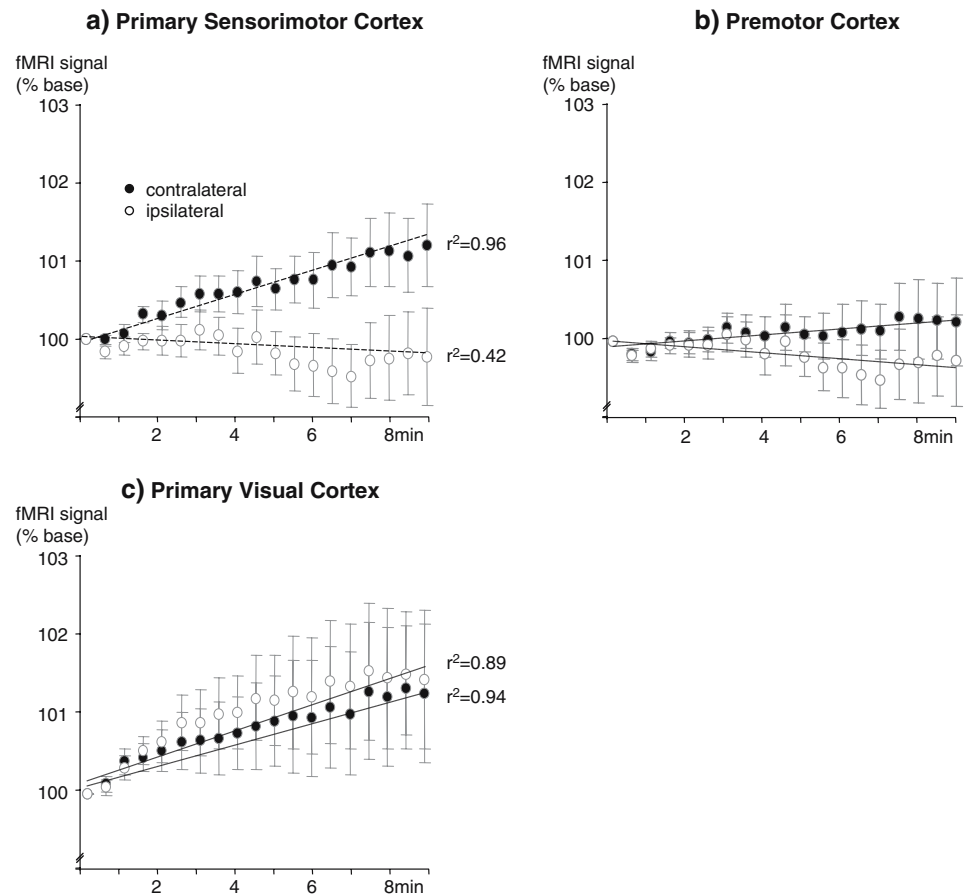 a) Primary Sensorimotor Cortex
fMRI signal
(% base)
103
102
101
100
contralateral
ipsilateral
r²=0.96
r²=0.42
2
4
6
8min
b) Premotor Cortex
fMRI signal
(% base)
103
102
101
100
2
4
6
8min
c) Primary Visual Cortex
fMRI signal
(% base)
103
102
101
100
r²=0.89
r²=0.94
2
4
6
8min